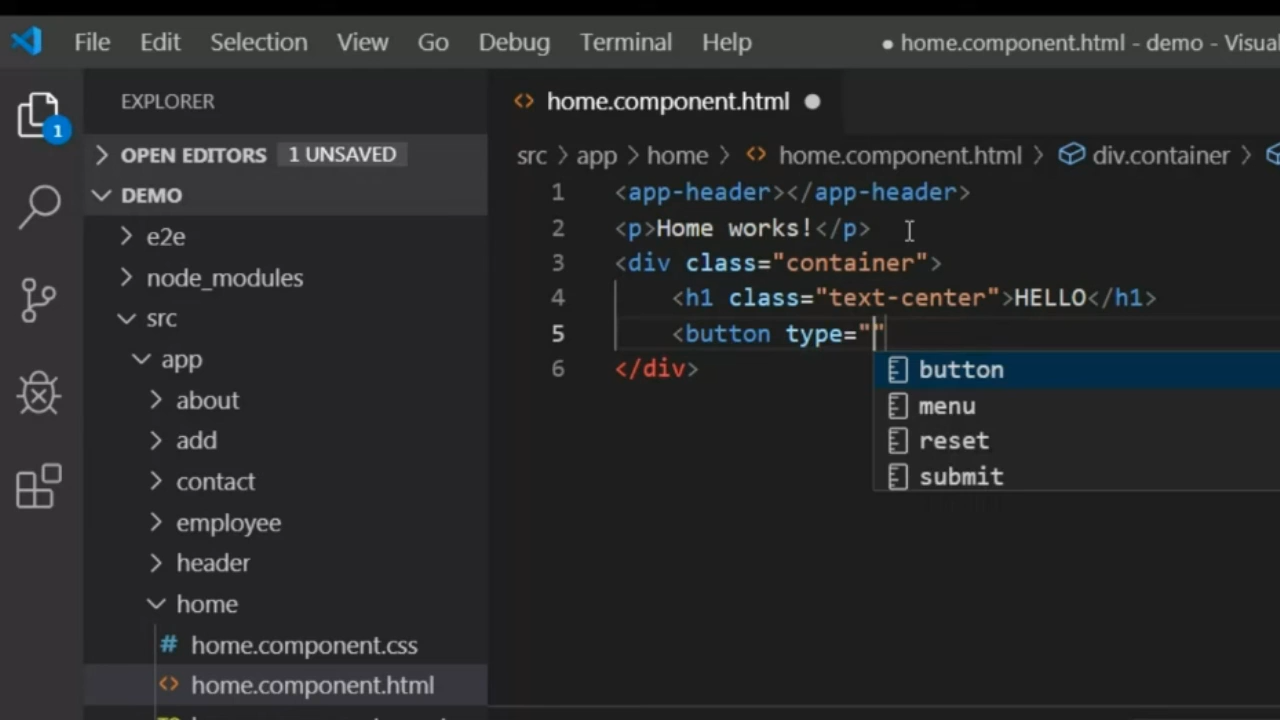 File Edit Selection View Go Debug Terminal Help ● home.component.html - demo - Visual
EXPLORER
1
OPEN EDITORS 1 UNSAVED
DEMO
e2e
node_modules
src
app
about
add
contact
employee
header
home
# home.component.css
<> home.component.html
<> home.component.html ●
src > app > home > <> home.component.html > div.container >
1 <app-header></app-header>
2 <p>Home works!</p>
3 <div class="container">
4 <h1 class="text-center">HELLO</h1>
5 <button type=""
6 </div>
button
menu
reset
submit